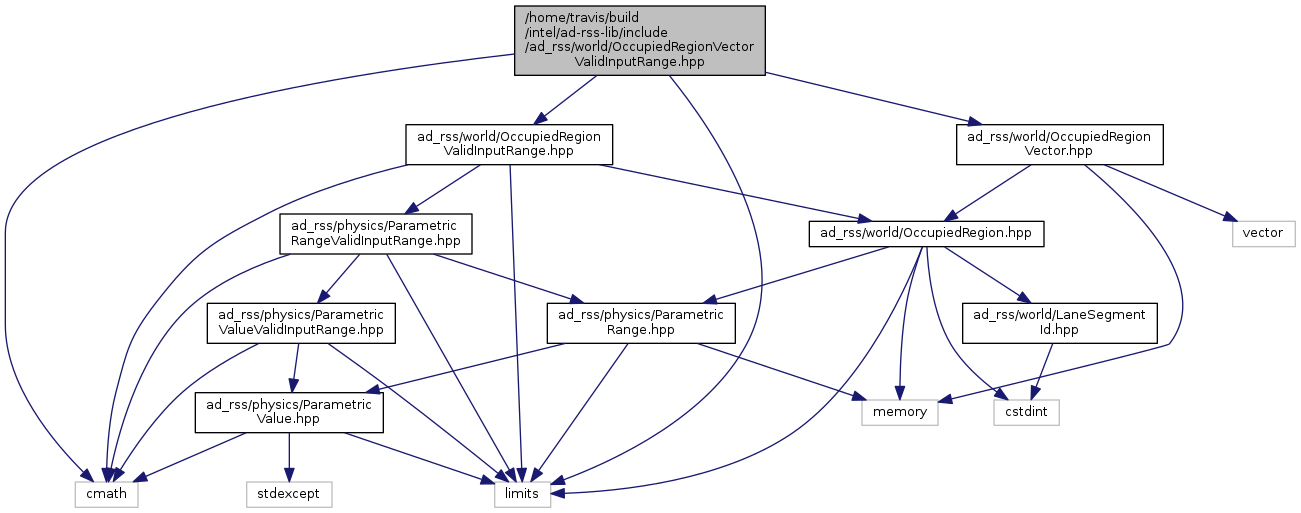 /home/travis/build
/intel/ad-rss-lib/include
/ad_rss/world/OccupiedRegionVector
ValidInputRange.hpp
ad_rss/world/OccupiedRegion
ValidInputRange.hpp
ad_rss/world/OccupiedRegion
Vector.hpp
ad_rss/physics/Parametric
RangeValidInputRange.hpp
ad_rss/world/OccupiedRegion.hpp
vector
ad_rss/physics/Parametric
ValueValidInputRange.hpp
ad_rss/physics/Parametric
Range.hpp
ad_rss/world/LaneSegment
Id.hpp
ad_rss/physics/Parametric
Value.hpp
memory
cstdint
cmath
stdexcept
limits